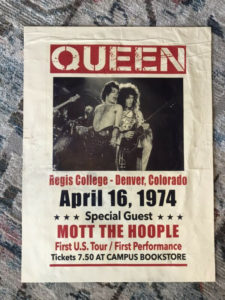 QUEEN
Regis College - Denver, Colorado
April 16, 1974
★ ★ ★ Special Guest ★ ★ ★
MOTT THE HOOPLE
First U.S. Tour / First Performance
Tickets 7.50 AT CAMPUS BOOKSTORE